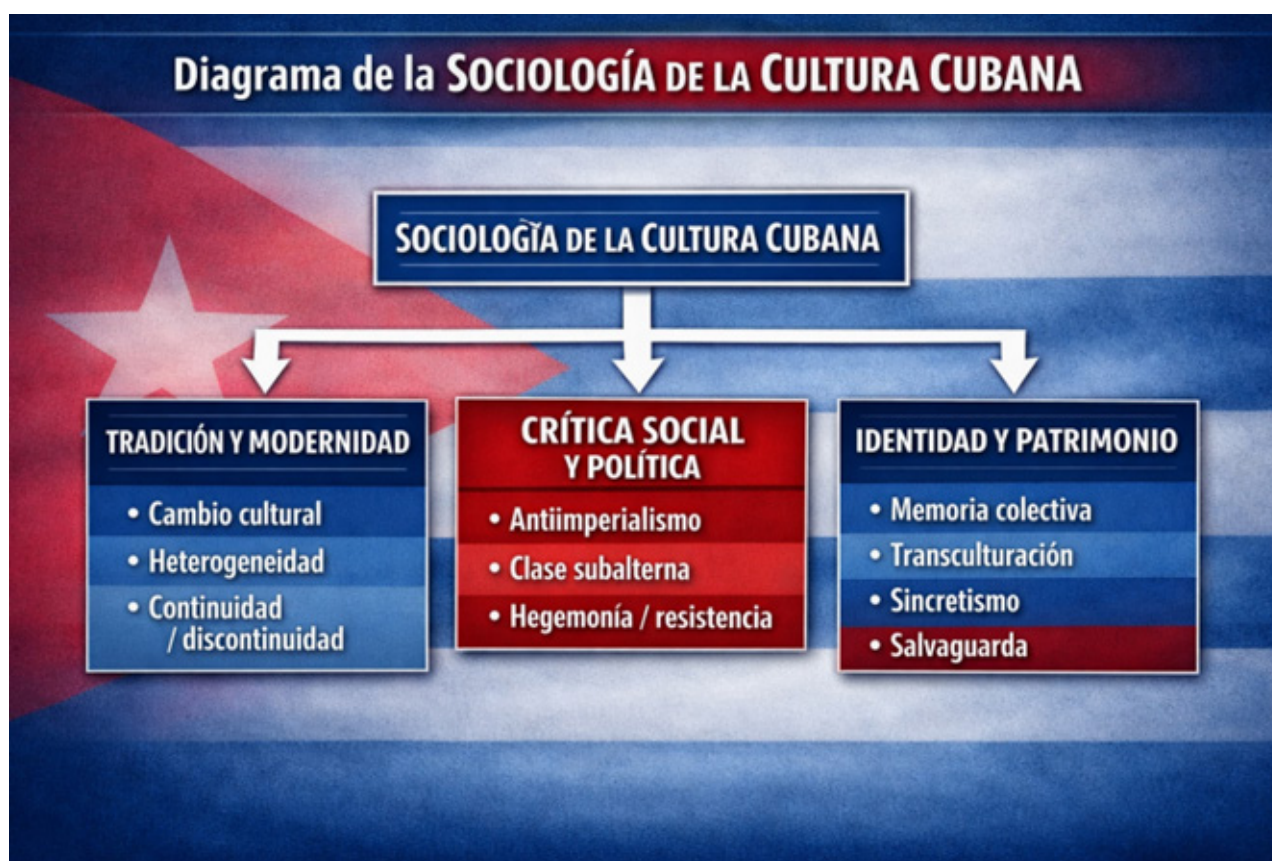 Diagrama de la SOCIOLOGÍA DE LA CULTURA CUBANA
SOCIOLOGÍA DE LA CULTURA CUBANA
TRADICIÓN Y MODERNIDAD
• Cambio cultural
• Heterogeneidad
• Continuidad
/ discontinuidad
CRÍTICA SOCIAL
Y POLÍTICA
• Antiimperialismo
• Clase subalterna
• Hegemonía / resistencia
IDENTIDAD Y PATRIMONIO
• Memoria colectiva
• Transculturación
• Sincretismo
• Salvaguarda